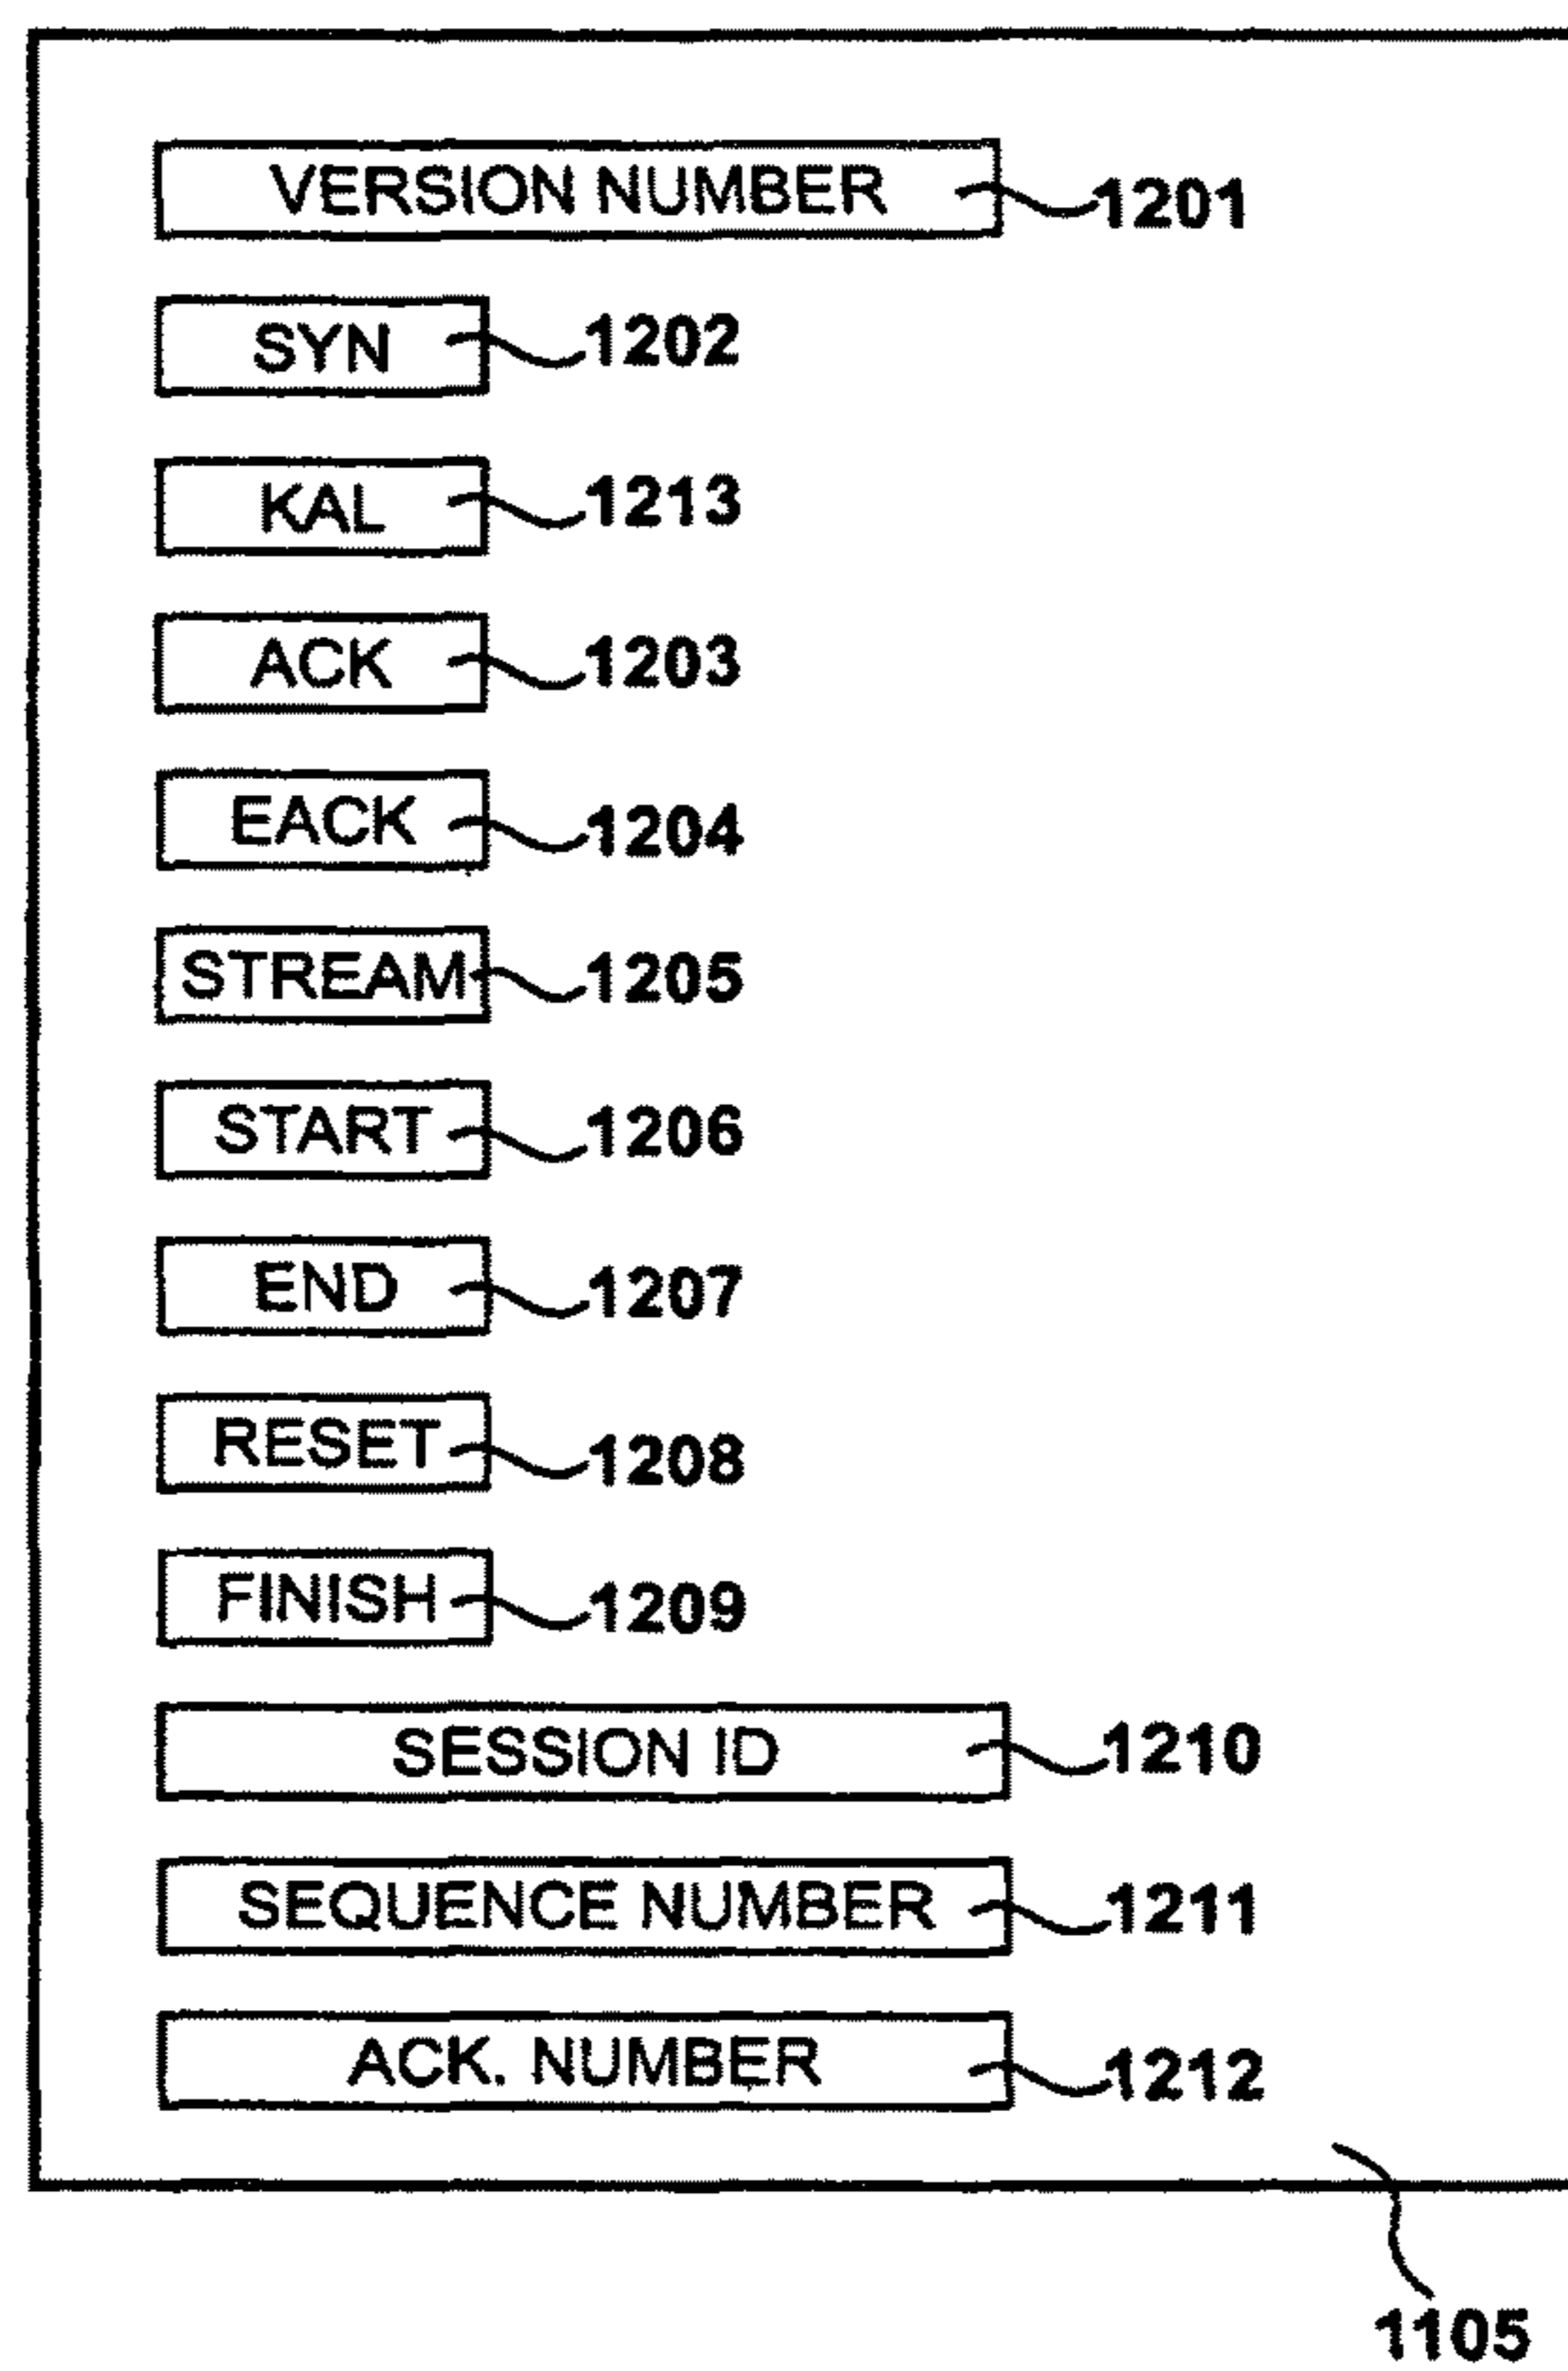 VERSION NUMBER 1201
SYN 1202
KAL 1213
ACK 1203
EACK 1204
STREAM 1205
START 1206
END 1207
RESET 1208
FINISH 1209
SESSION ID 1210
SEQUENCE NUMBER 1211
ACK. NUMBER 1212
1105